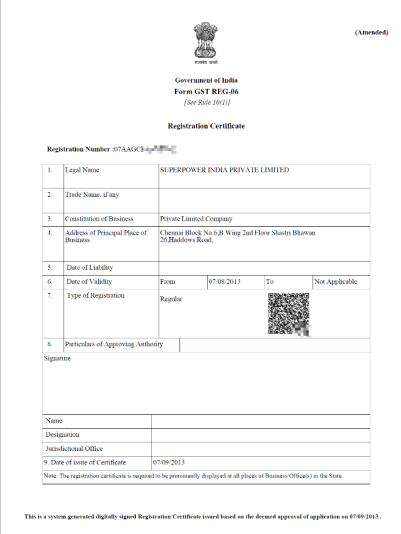 (Amended)
सत्यमेव जयते
Government of India
Form GST REG-06
[See Rule 10(1)]
Registration Certificate
Registration Number :07AAGCF
1. Legal Name SUPERPOWER INDIA PRIVATE LIMITED
2. Trade Name, if any
3. Constitution of Business Private Limited Company
4. Address of Principal Place of Business Chennai Block No.6,B Wing 2nd Floor Shastri Bhawan 26,Haddows Road,
5. Date of Liability
6. Date of Validity From 07/08/2013 To Not Applicable
7. Type of Registration Regular
8. Particulars of Approving Authority
Signature
Name
Designation
Jurisdictional Office
9. Date of issue of Certificate 07/09/2013
Note: The registration certificate is required to be prominently displayed at all places of Business/Office(s) in the State.
This is a system generated digitally signed Registration Certificate issued based on the deemed approval of application on 07/09/2013 .